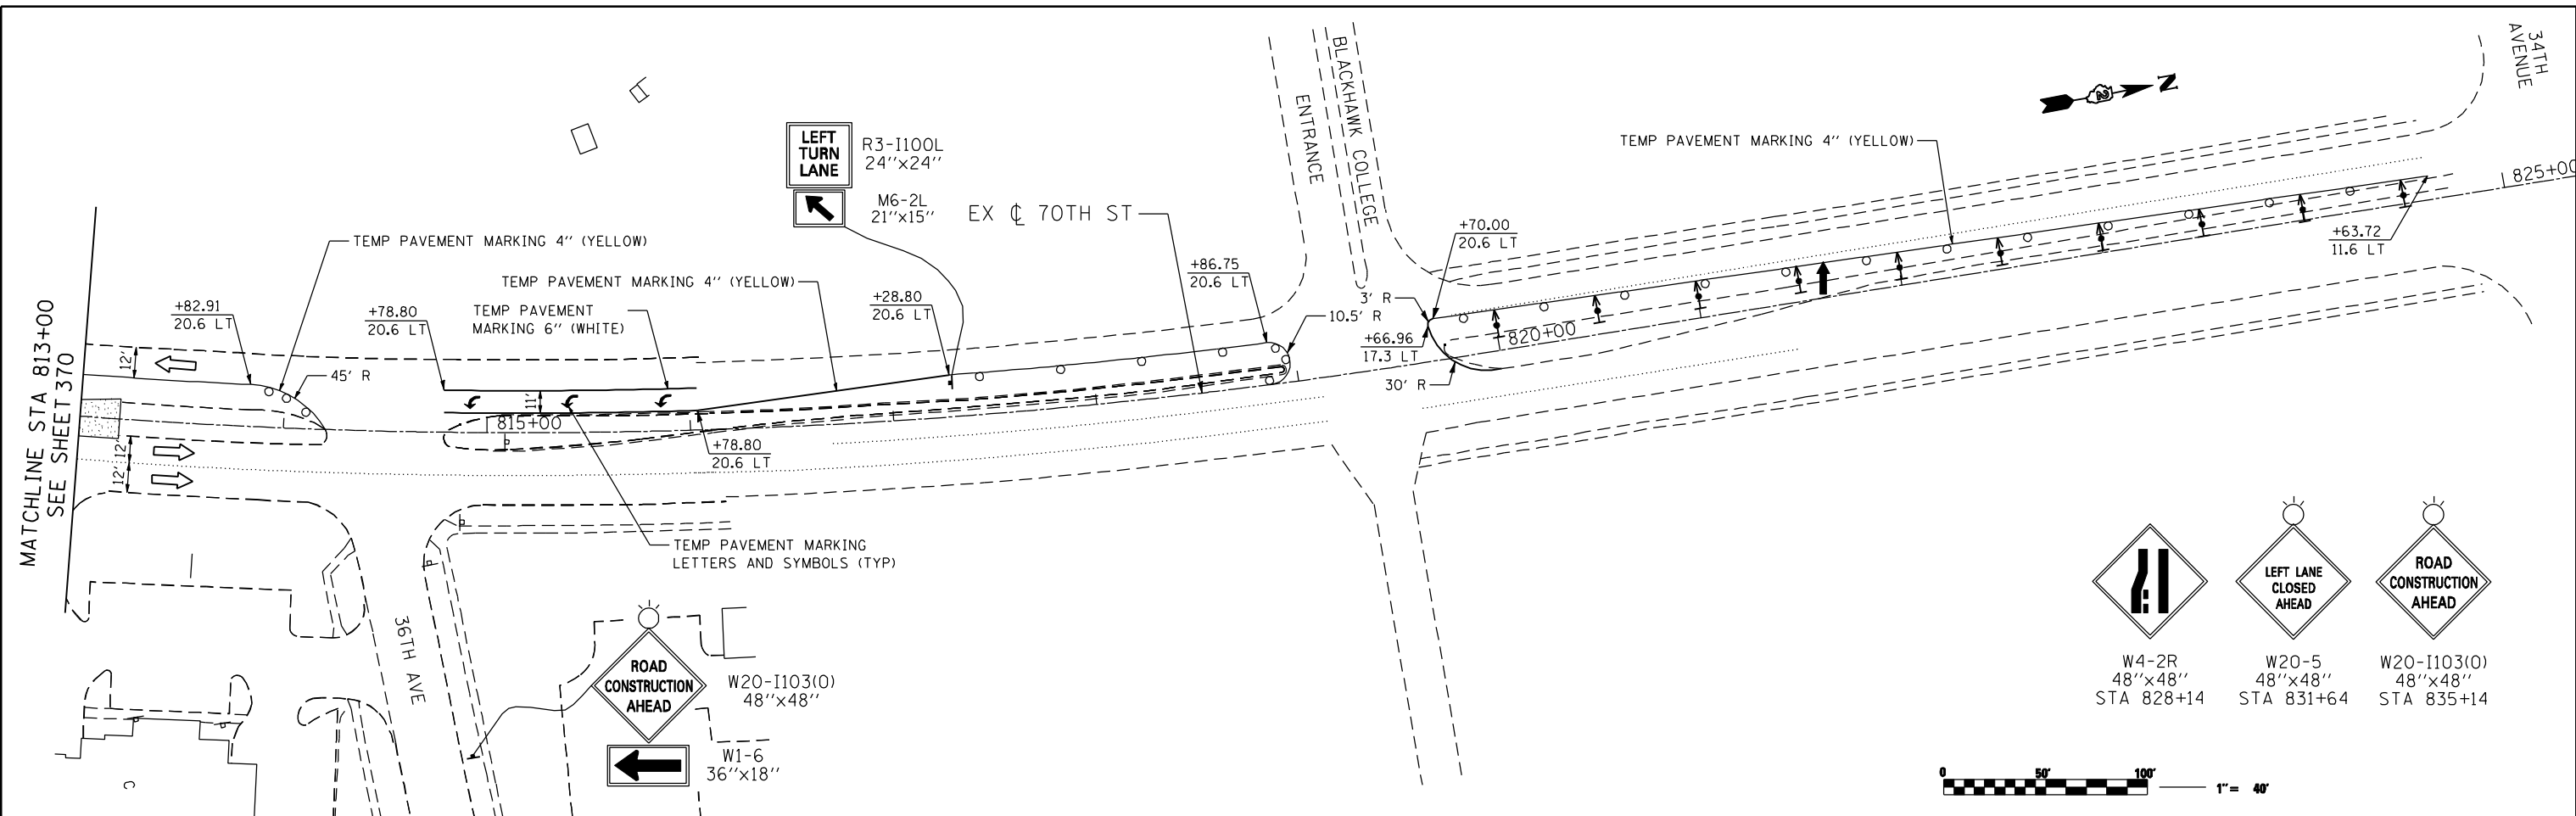 34TH
AVENUE
BLACKHAWK COLLEGE
ENTRANCE
N
LEFT
TURN
LANE
R3-I100L
24''x24''
M6-2L
21''x15''
EX ℄ 70TH ST
TEMP PAVEMENT MARKING 4'' (YELLOW)
825+00
+63.72
11.6 LT
+70.00
20.6 LT
3' R
+66.96
17.3 LT
30' R
820+00
+86.75
20.6 LT
10.5' R
TEMP PAVEMENT MARKING 4'' (YELLOW)
TEMP PAVEMENT MARKING 4'' (YELLOW)
TEMP PAVEMENT
MARKING 6'' (WHITE)
+28.80
20.6 LT
+82.91
20.6 LT
+78.80
20.6 LT
45' R
12'
11'
815+00
+78.80
20.6 LT
12'
12'
MATCHLINE STA 813+00
SEE SHEET 370
TEMP PAVEMENT MARKING
LETTERS AND SYMBOLS (TYP)
36TH AVE
ROAD
CONSTRUCTION
AHEAD
W20-I103(O)
48''x48''
W1-6
36''x18''
C
W4-2R
48''x48''
STA 828+14
LEFT LANE
CLOSED
AHEAD
W20-5
48''x48''
STA 831+64
ROAD
CONSTRUCTION
AHEAD
W20-I103(O)
48''x48''
STA 835+14
0 50' 100'
1"= 40'